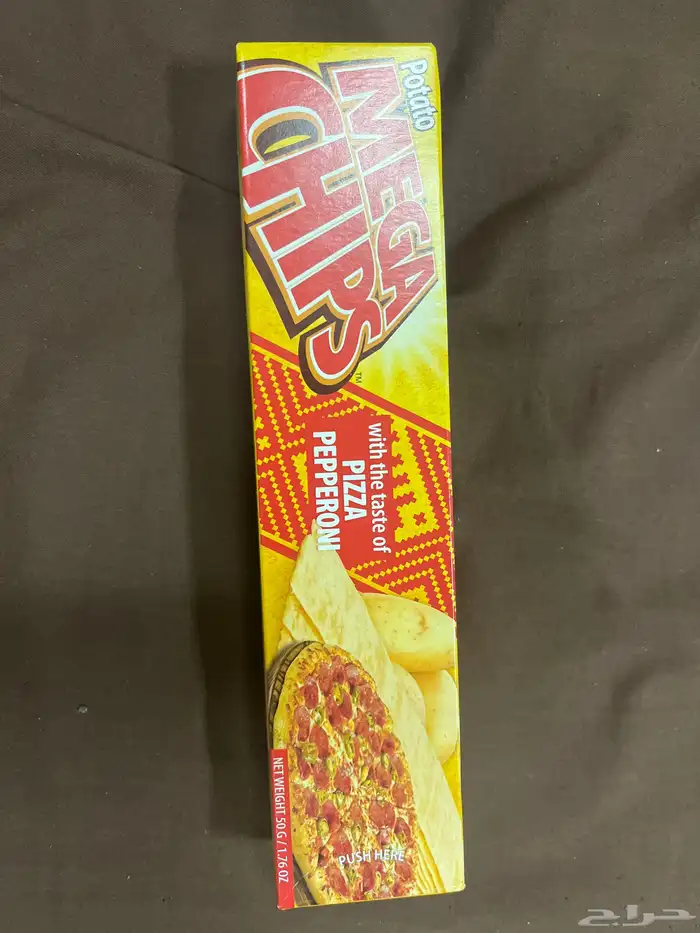 Potato
MEGA
CHIPS
TM
with the taste of
PIZZA
PEPPERONI
PUSH HERE
NET WEIGHT 50 G / 1.76 OZ
حراج